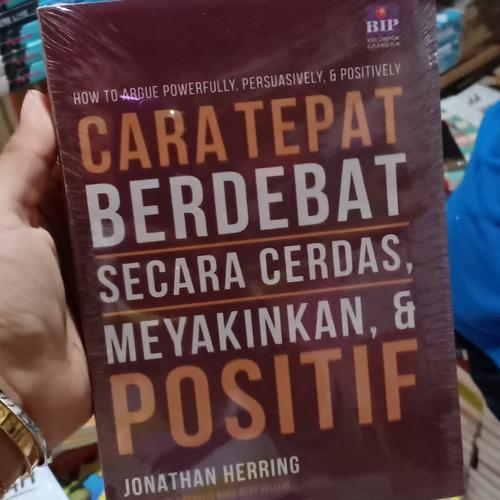 BIP
KELOMPOK
GRAMEDIA
HOW TO ARGUE POWERFULLY, PERSUASIVELY, & POSITIVELY
CARA TEPAT
BERDEBAT
SECARA CERDAS,
MEYAKINKAN, &
POSITIF
JONATHAN HERRING